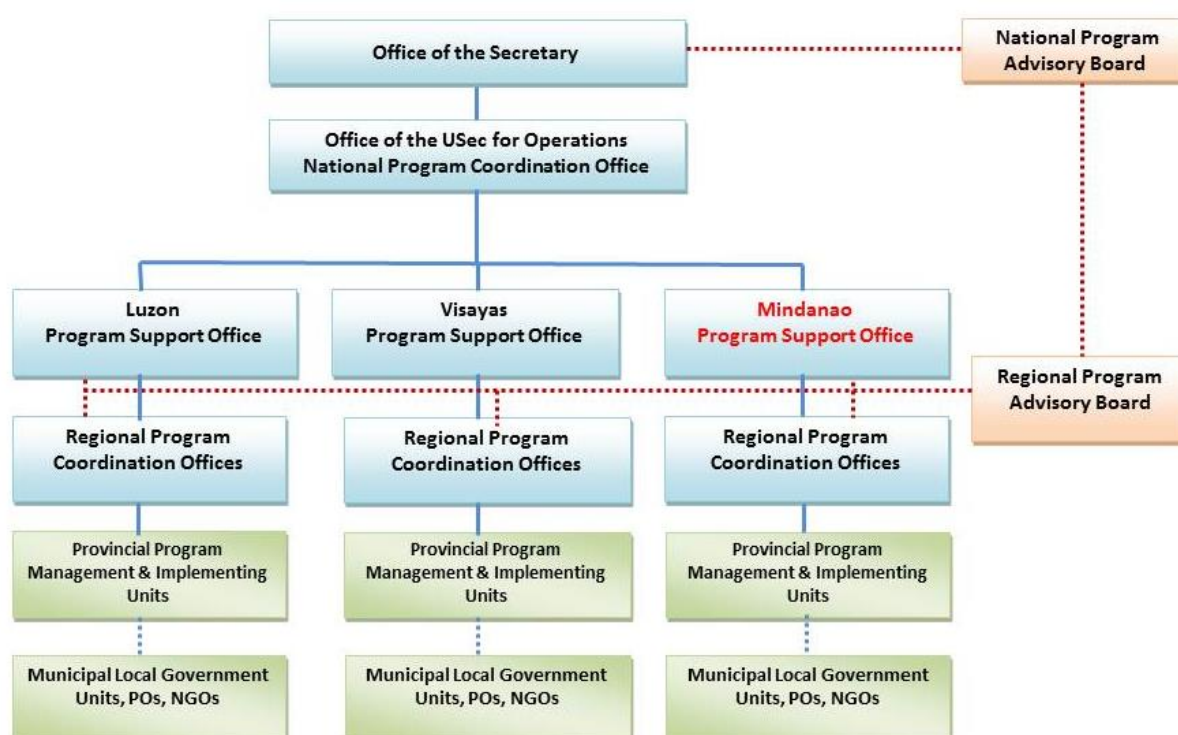 Office of the Secretary
National Program
Advisory Board
Office of the USec for Operations
National Program Coordination Office
Luzon
Program Support Office
Visayas
Program Support Office
Mindanao
Program Support Office
Regional Program
Advisory Board
Regional Program
Coordination Offices
Regional Program
Coordination Offices
Regional Program
Coordination Offices
Provincial Program
Management & Implementing
Units
Provincial Program
Management & Implementing
Units
Provincial Program
Management & Implementing
Units
Municipal Local Government
Units, POs, NGOs
Municipal Local Government
Units, POs, NGOs
Municipal Local Government
Units, POs, NGOs